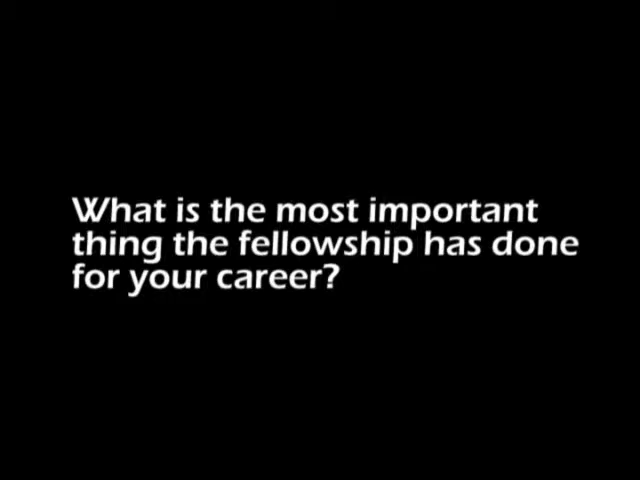 What is the most important
thing the fellowship has done
for your career?